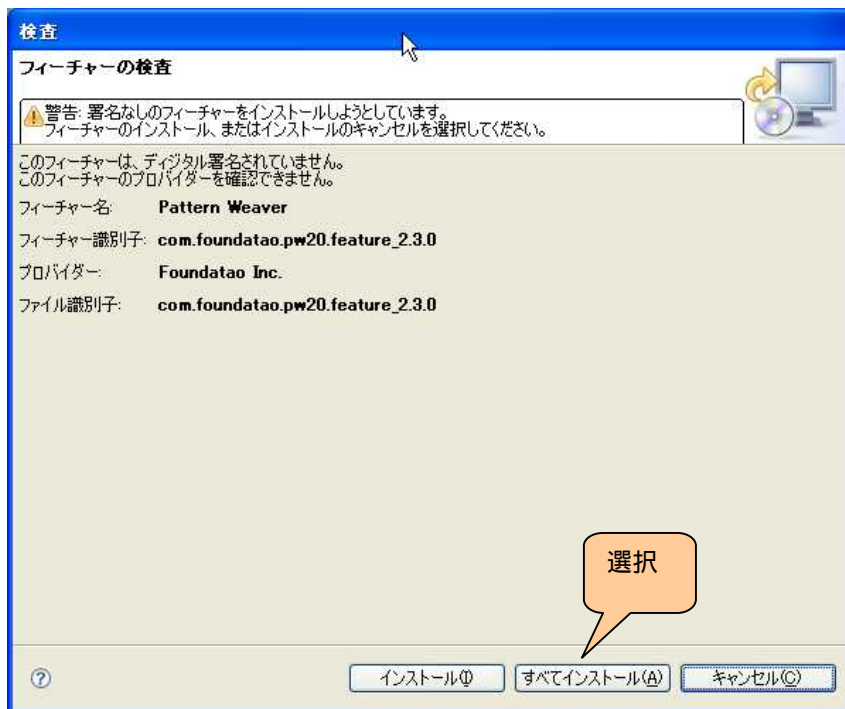 検査
フィーチャーの検査
警告: 署名なしのフィーチャーをインストールしようとしています。
フィーチャーのインストール、またはインストールのキャンセルを選択してください。
このフィーチャーは、ディジタル署名されていません。
このフィーチャーのプロバイダーを確認できません。
フィーチャー名: Pattern Weaver
フィーチャー識別子: com.foundatao.pw20.feature_2.3.0
プロバイダー: Foundatao Inc.
ファイル識別子: com.foundatao.pw20.feature_2.3.0
選択
? インストール(I) すべてインストール(A) キャンセル(C)